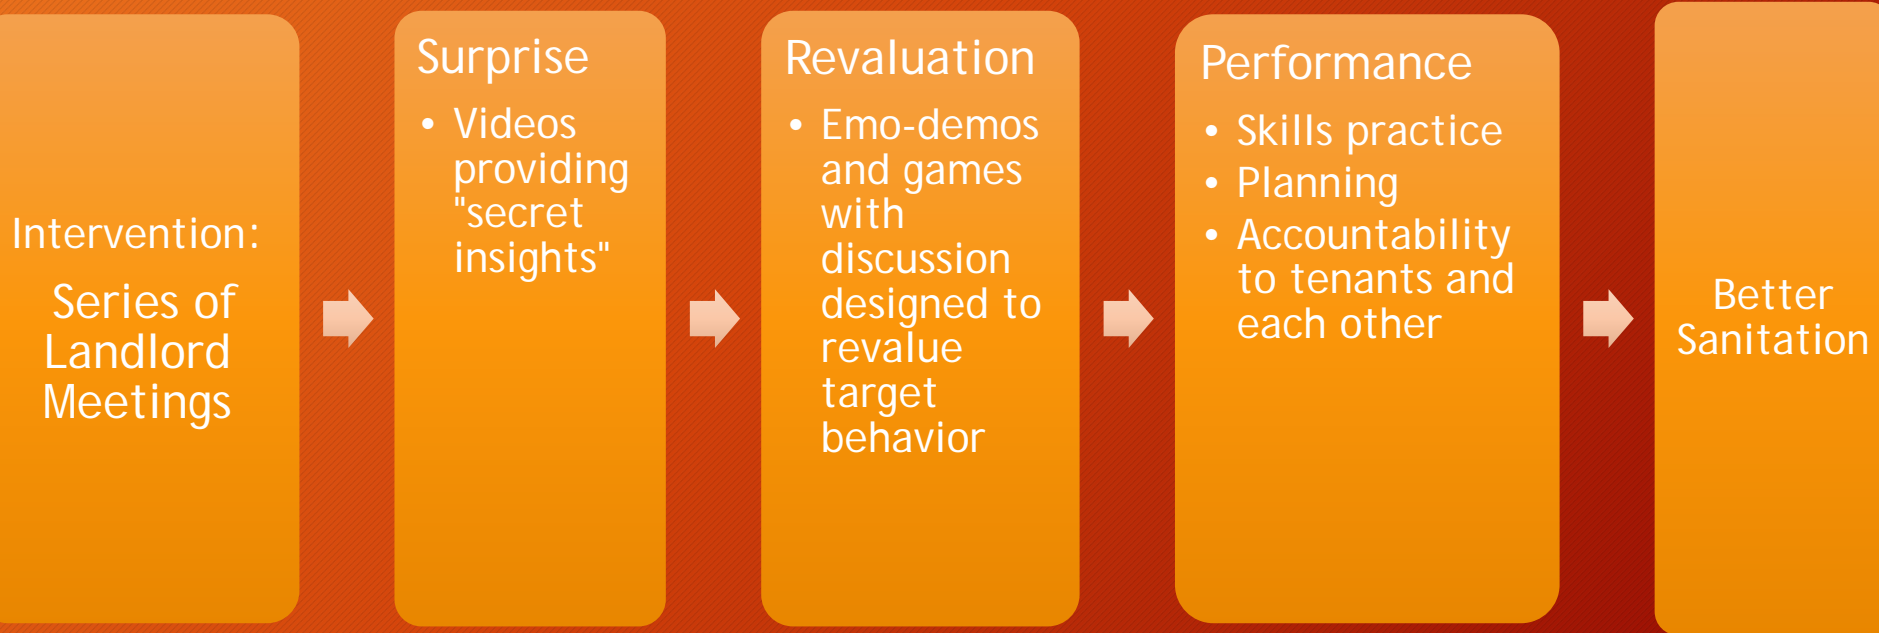 Intervention:
Series of
Landlord
Meetings
Surprise
• Videos
providing
"secret
insights"
Revaluation
• Emo-demos
and games
with
discussion
designed to
revalue
target
behavior
Performance
• Skills practice
• Planning
• Accountability
to tenants and
each other
Better
Sanitation